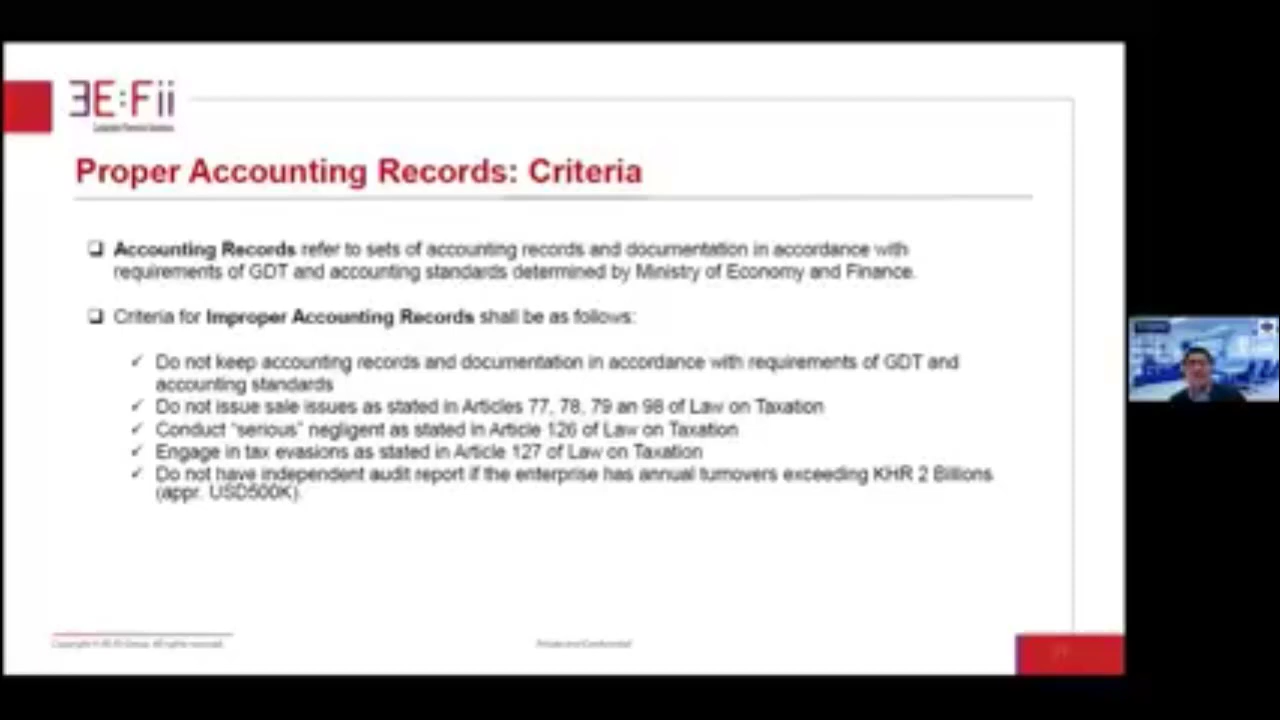 ƎE:Fii
Proper Accounting Records: Criteria
❑ Accounting Records refer to sets of accounting records and documentation in accordance with
requirements of GDT and accounting standards determined by Ministry of Economy and Finance.
❑ Criteria for Improper Accounting Records shall be as follows:
✓ Do not keep accounting records and documentation in accordance with requirements of GDT and
accounting standards
✓ Do not issue sale issues as stated in Articles 77, 78, 79 an 98 of Law on Taxation
✓ Conduct “serious” negligent as stated in Article 126 of Law on Taxation
✓ Engage in tax evasions as stated in Article 127 of Law on Taxation
✓ Do not have independent audit report if the enterprise has annual turnovers exceeding KHR 2 Billions
(appr. USD500K).
Private and Confidential